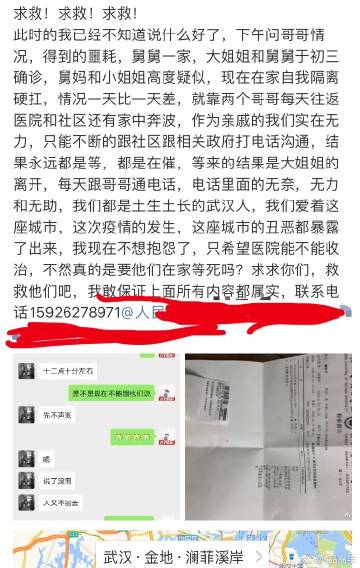 求救！求救！求救！
此时的我已经不知道说什么好了，下午问哥哥情
况，得到的噩耗，舅舅一家，大姐姐和舅舅于初三
确诊，舅妈和小姐姐高度疑似，现在在家自我隔离
硬扛，情况一天比一天差，就靠两个哥哥每天往返
医院和社区还有家中奔波，作为亲戚的我们实在无
力，只能不断的跟社区跟相关政府打电话沟通，结
果永远都是等，都是在催，等来的结果是大姐姐的
离开，每天跟哥哥通电话，电话里面的无奈，无力
和无助，我们都是土生土长的武汉人，我们爱着这
座城市，这次疫情的发生，这座城市的丑恶都暴露
了出来，我现在不想抱怨了，只希望医院能不能收
治，不然真的是要他们在家等死吗？求求你们，救
救他们吧，我敢保证上面所有内容都属实，联系电
话15926278971@人民
十二点十分左右
是不是现在不能跟他们说
先不声张
嗯
说了没用
人又不能去
武汉·金地·澜菲溪岸